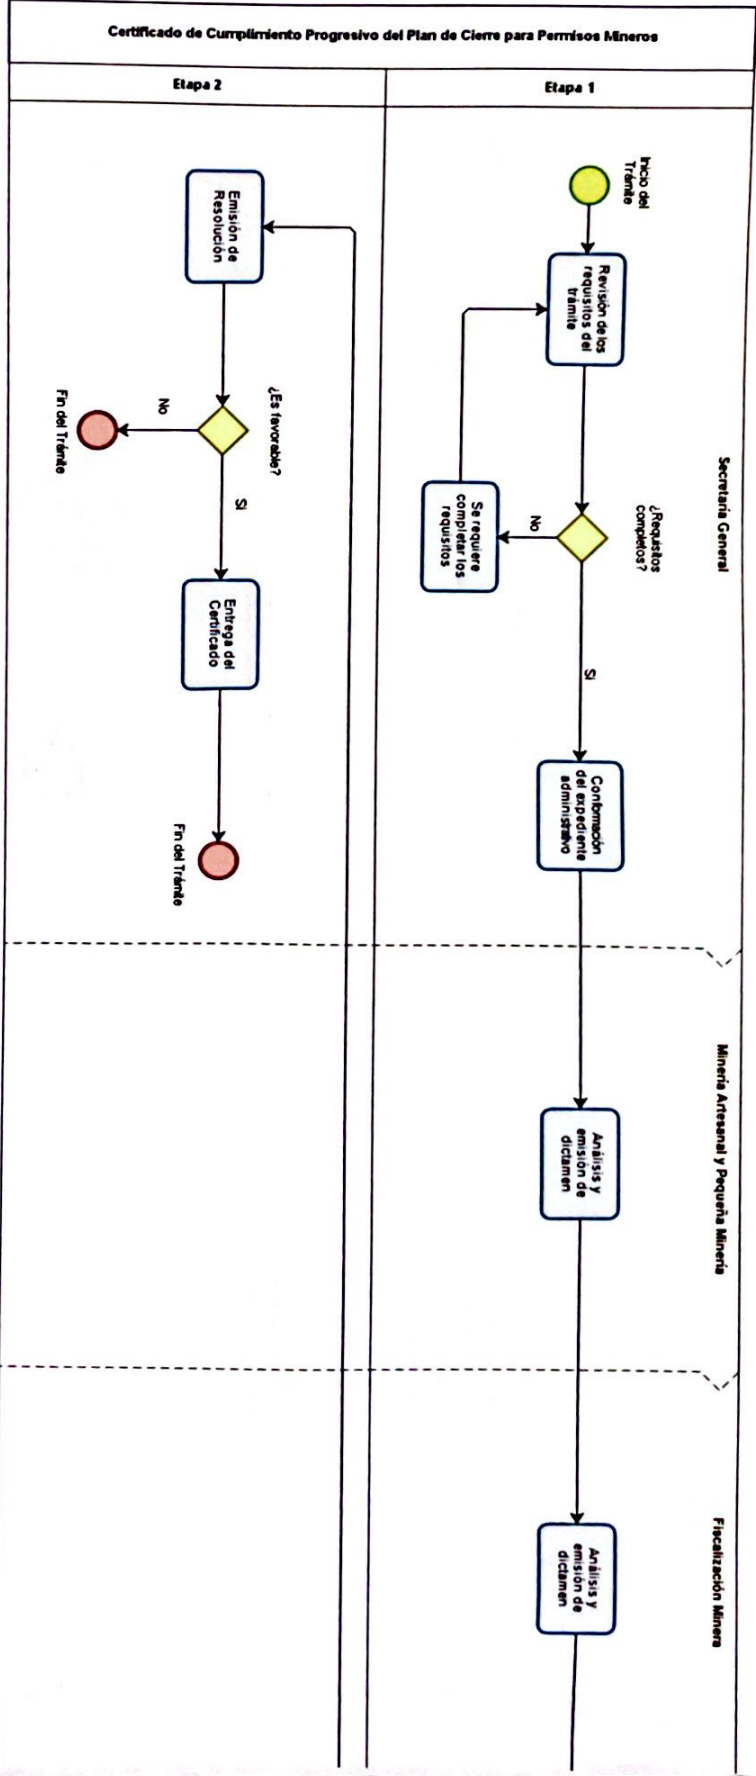 Certificado de Cumplimiento Progresivo del Plan de Cierre para Permisos Mineros
Etapa 1
Secretaría General
Minería Artesanal y Pequeña Minería
Fiscalización Minera
Inicio del
Trámite
Revisión de los
requisitos del
trámite
¿Requisitos
completos?
No
Se requiere
completar los
requisitos
Si
Conformación
del expediente
administrativo
Análisis y
emisión de
dictamen
Análisis y
emisión de
dictamen
Etapa 2
Emisión de
Resolución
¿Es favorable?
No
Fin del Trámite
Si
Entrega del
Certificado
Fin del Trámite